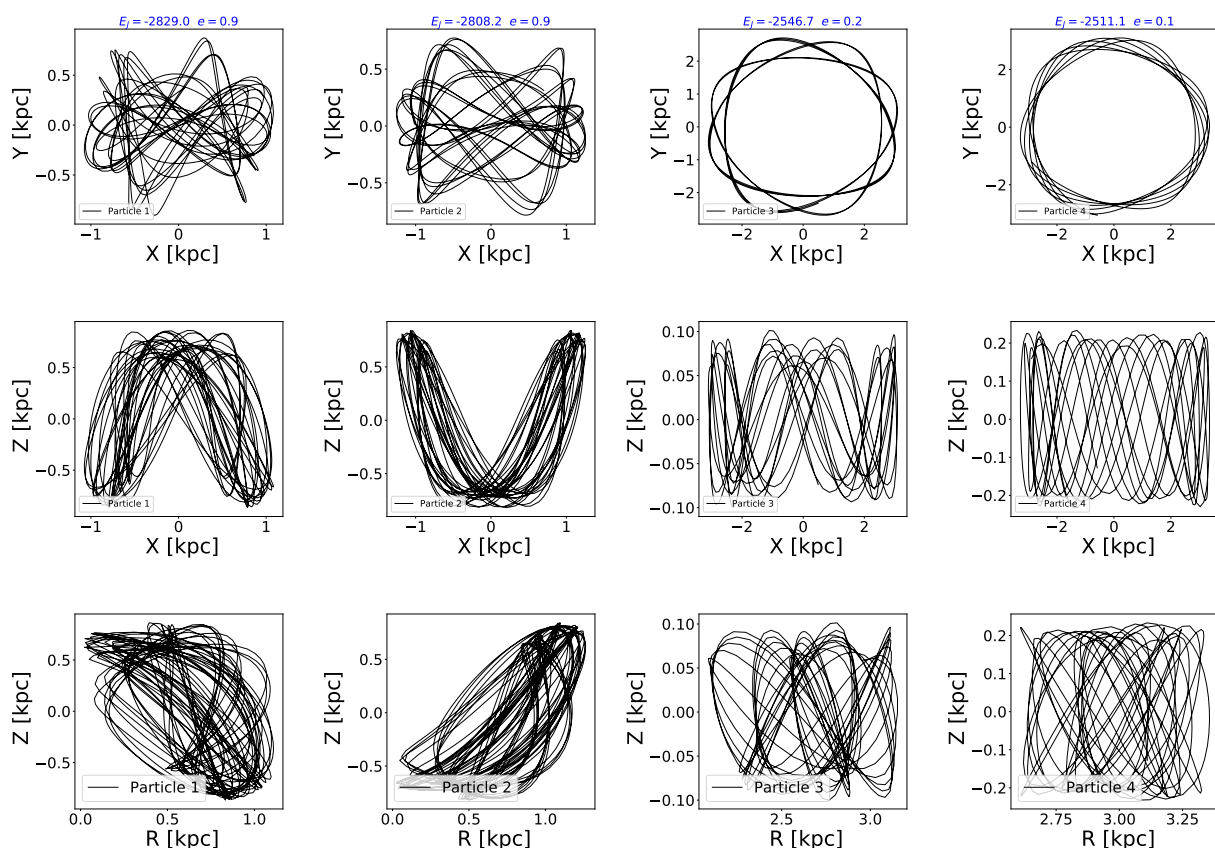 E_J = -2829.0 e = 0.9
E_J = -2808.2 e = 0.9
E_J = -2546.7 e = 0.2
E_J = -2511.1 e = 0.1
Y [kpc]
0.5
0.0
−0.5
Particle 1
−1 0 1
X [kpc]
Y [kpc]
0.5
0.0
−0.5
Particle 2
−1 0 1
X [kpc]
Y [kpc]
2
1
0
−1
−2
Particle 3
−2 0 2
X [kpc]
Y [kpc]
2
0
−2
Particle 4
−2 0 2
X [kpc]
Z [kpc]
0.5
0.0
−0.5
Particle 1
−1 0 1
X [kpc]
Z [kpc]
0.5
0.0
−0.5
Particle 2
−1 0 1
X [kpc]
Z [kpc]
0.10
0.05
0.00
−0.05
−0.10
Particle 3
−2 0 2
X [kpc]
Z [kpc]
0.2
0.1
0.0
−0.1
−0.2
Particle 4
−2 0 2
X [kpc]
Z [kpc]
0.5
0.0
−0.5
Particle 1
0.0 0.5 1.0
R [kpc]
Z [kpc]
0.5
0.0
−0.5
Particle 2
0.0 0.5 1.0
R [kpc]
Z [kpc]
0.10
0.05
0.00
−0.05
−0.10
Particle 3
2.5 3.0
R [kpc]
Z [kpc]
0.2
0.1
0.0
−0.1
−0.2
Particle 4
2.75 3.00 3.25
R [kpc]